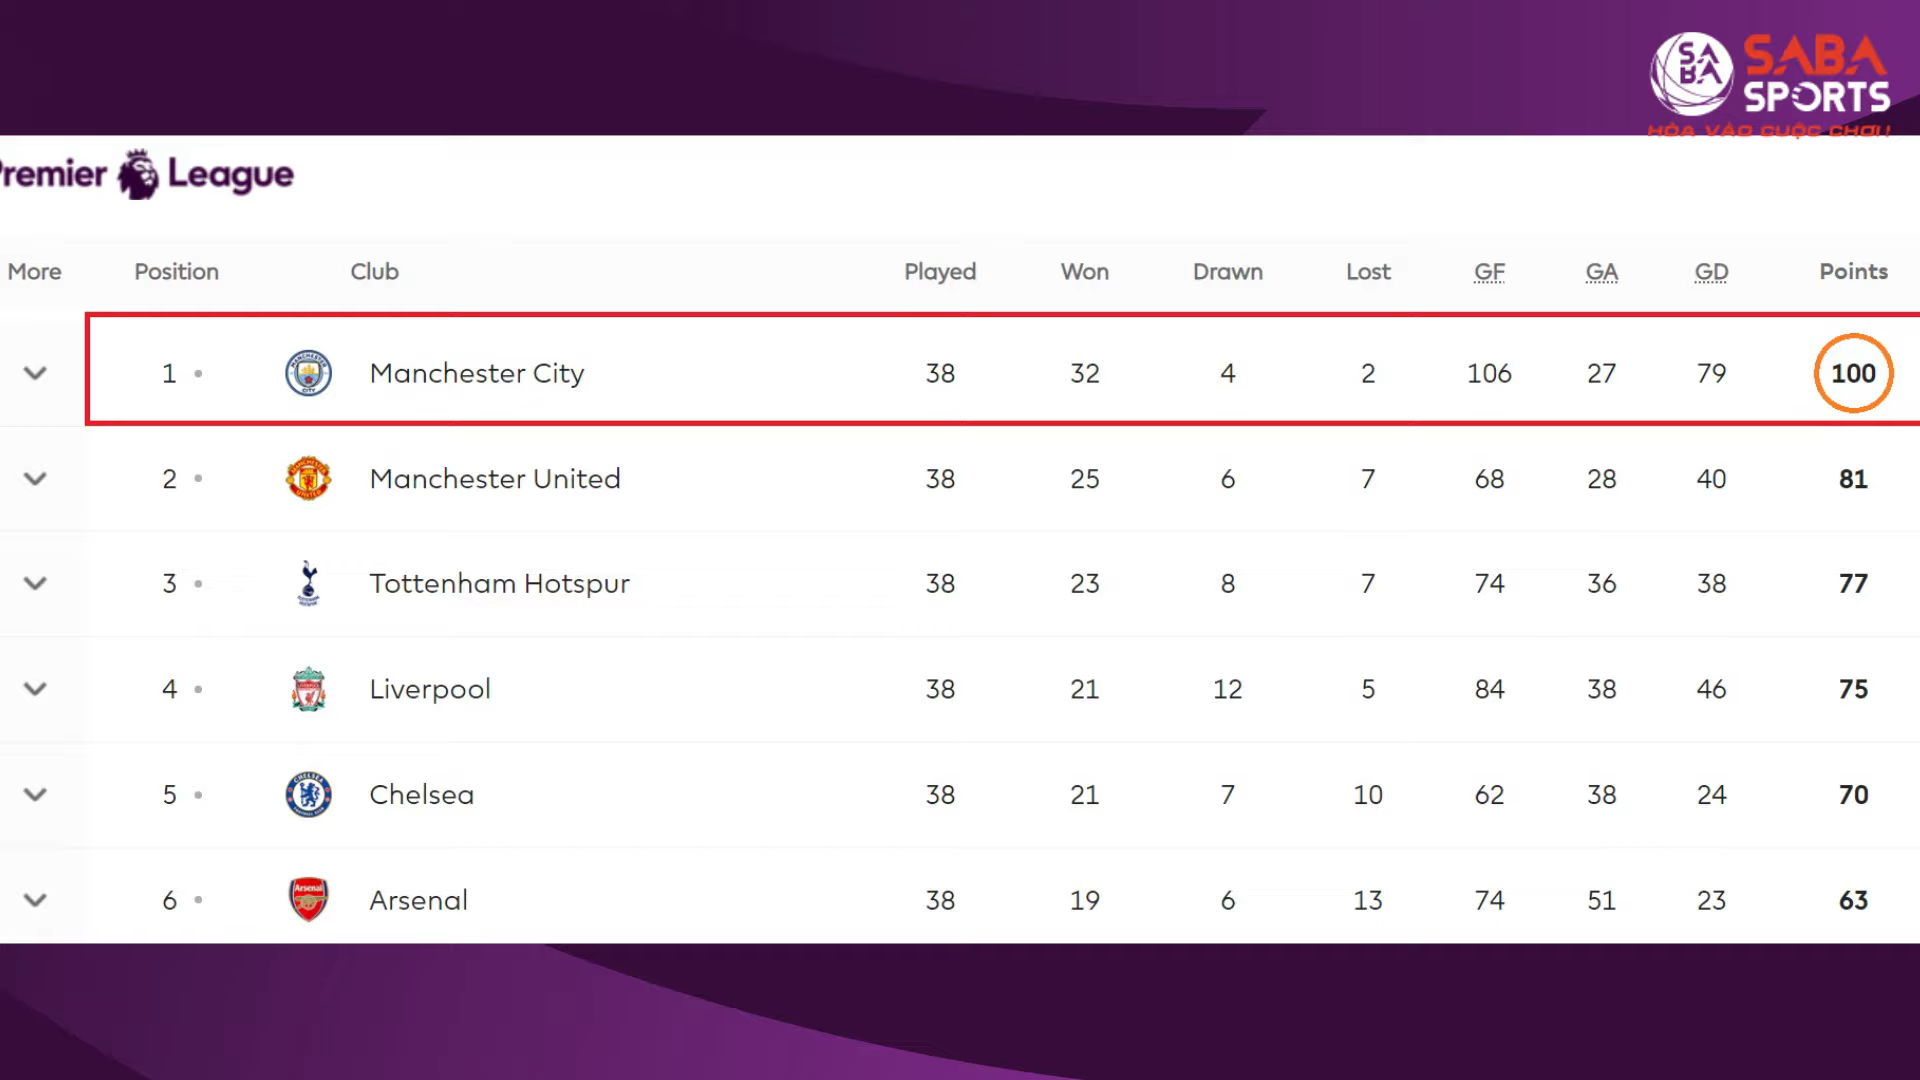 SABA
SPORTS
HÒA VÀO CUỘC CHƠI!
Premier League
More Position Club Played Won Drawn Lost GF GA GD Points
1 Manchester City 38 32 4 2 106 27 79 100
2 Manchester United 38 25 6 7 68 28 40 81
3 Tottenham Hotspur 38 23 8 7 74 36 38 77
4 Liverpool 38 21 12 5 84 38 46 75
5 Chelsea 38 21 7 10 62 38 24 70
6 Arsenal 38 19 6 13 74 51 23 63